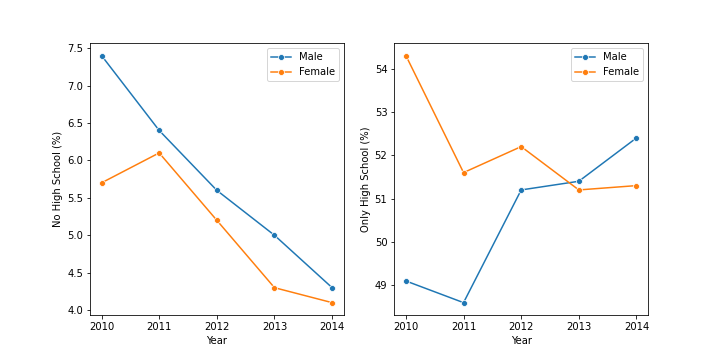 No High School (%)
7.5
7.0
6.5
6.0
5.5
5.0
4.5
4.0
2010 2011 2012 2013 2014
Year
Male
Female
Only High School (%)
54
53
52
51
50
49
2010 2011 2012 2013 2014
Year
Male
Female